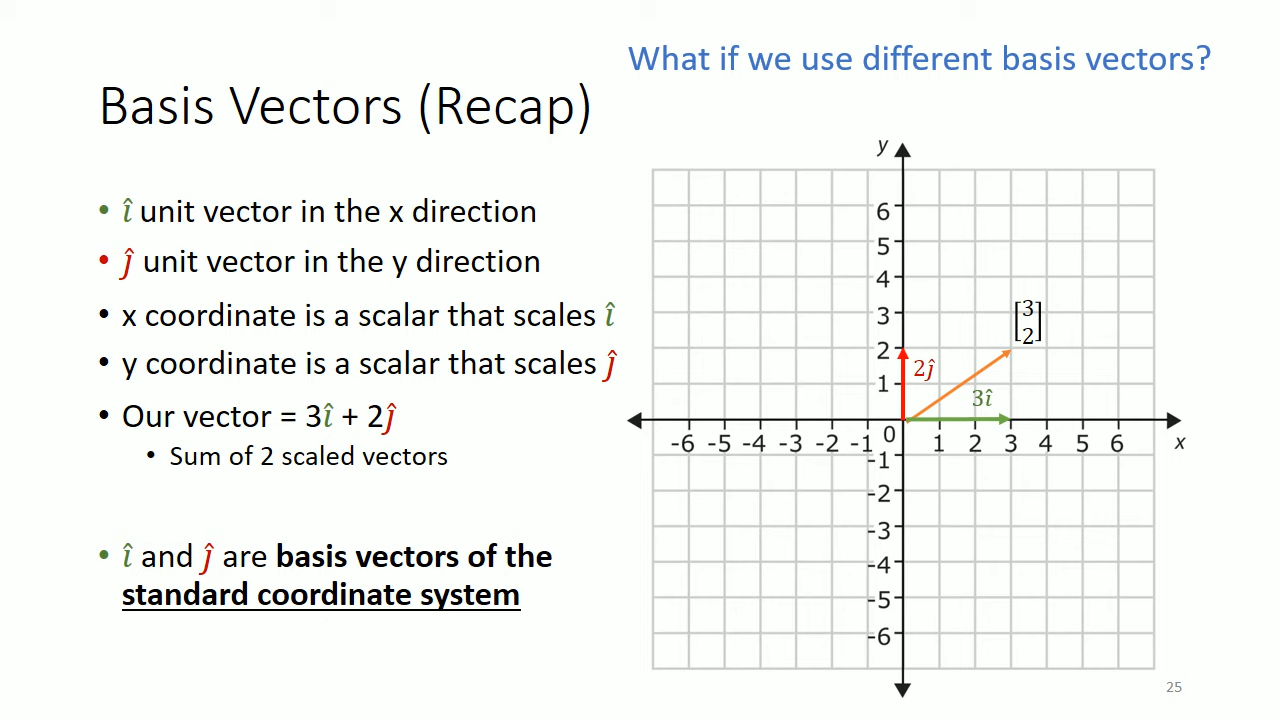 What if we use different basis vectors?
Basis Vectors (Recap)
• î unit vector in the x direction
• ĵ unit vector in the y direction
• x coordinate is a scalar that scales î
• y coordinate is a scalar that scales ĵ
• Our vector = 3î + 2ĵ
• Sum of 2 scaled vectors
• î and ĵ are basis vectors of the
standard coordinate system
y
6
5
4
3
2
1
[3
2]
2ĵ
3î
0
-6 -5 -4 -3 -2 -1 1 2 3 4 5 6 x
-1
-2
-3
-4
-5
-6
25